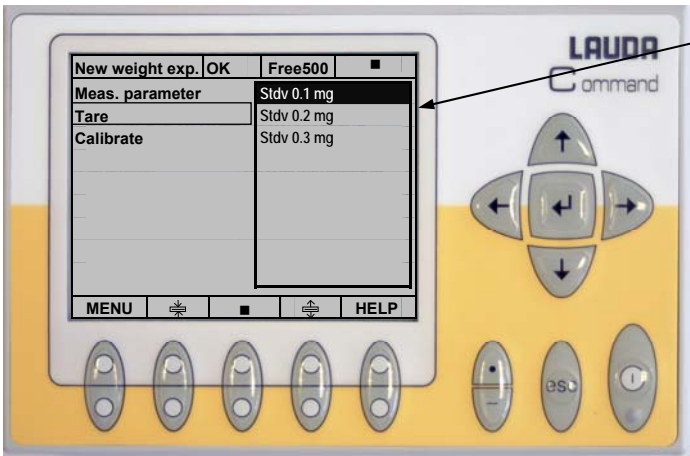 LAUDA
Command
New weight exp. OK Free500 ■
Meas. parameter Stdv 0.1 mg
Tare Stdv 0.2 mg
Calibrate Stdv 0.3 mg
MENU ■ HELP
esc